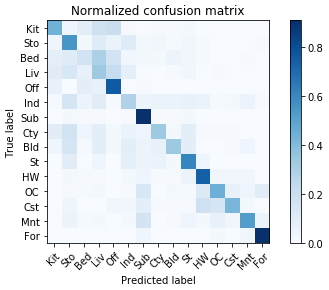 Normalized confusion matrix
Kit
Sto
Bed
Liv
Off
Ind
Sub
Cty
Bld
St
HW
OC
Cst
Mnt
For
True label
Kit Sto Bed Liv Off Ind Sub Cty Bld St HW OC Cst Mnt For
Predicted label
0.8
0.6
0.4
0.2
0.0